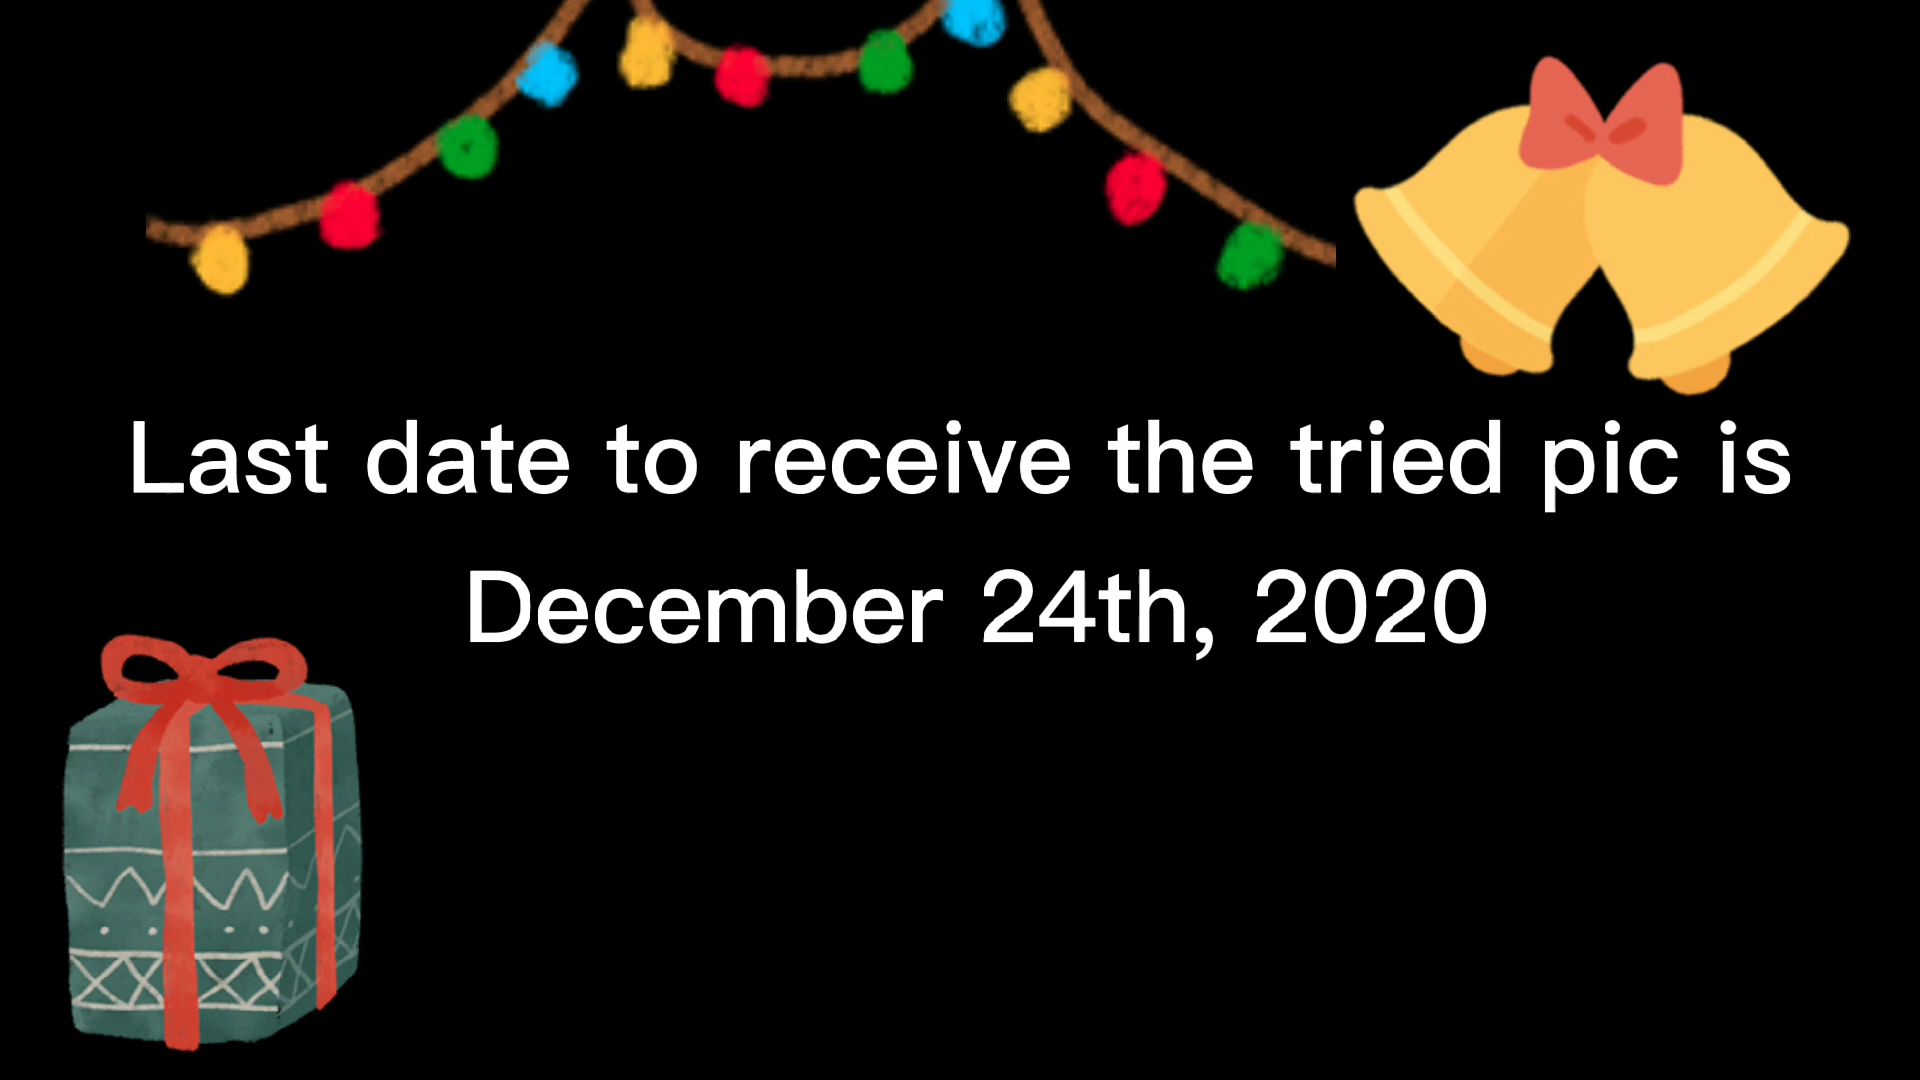 Last date to receive the tried pic is
December 24th, 2020